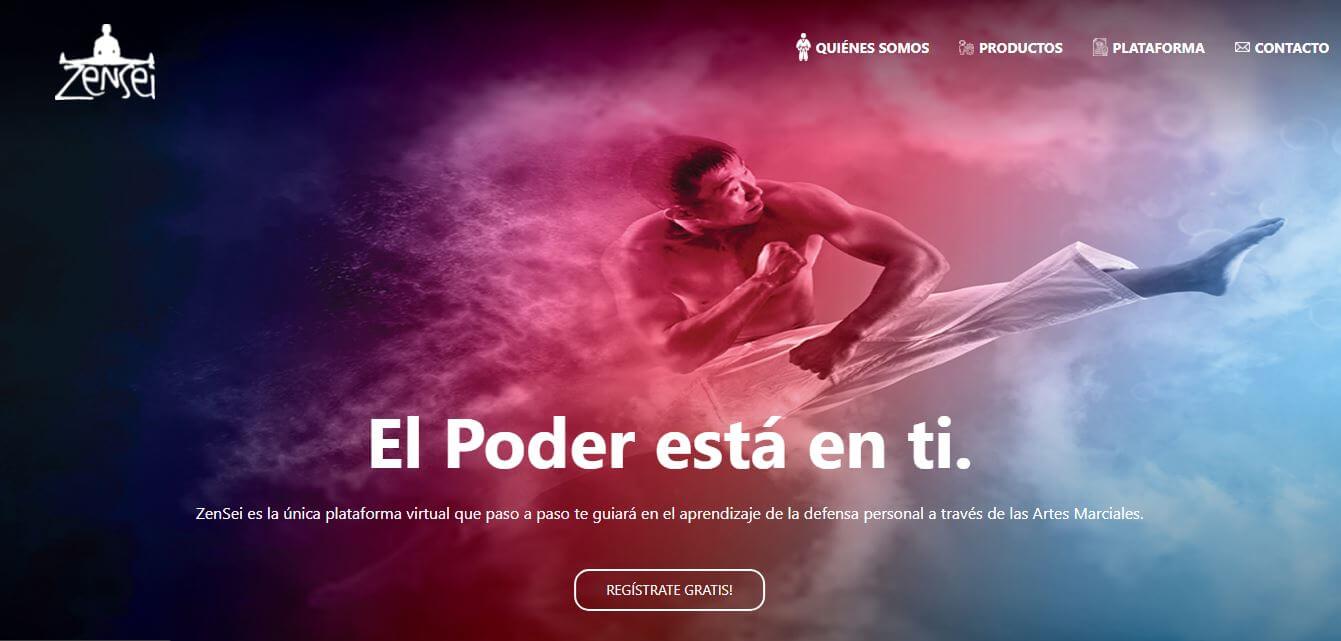 ZENSEI
QUIÉNES SOMOS
PRODUCTOS
PLATAFORMA
CONTACTO
El Poder está en ti.
ZenSei es la única plataforma virtual que paso a paso te guiará en el aprendizaje de la defensa personal a través de las Artes Marciales.
REGÍSTRATE GRATIS!